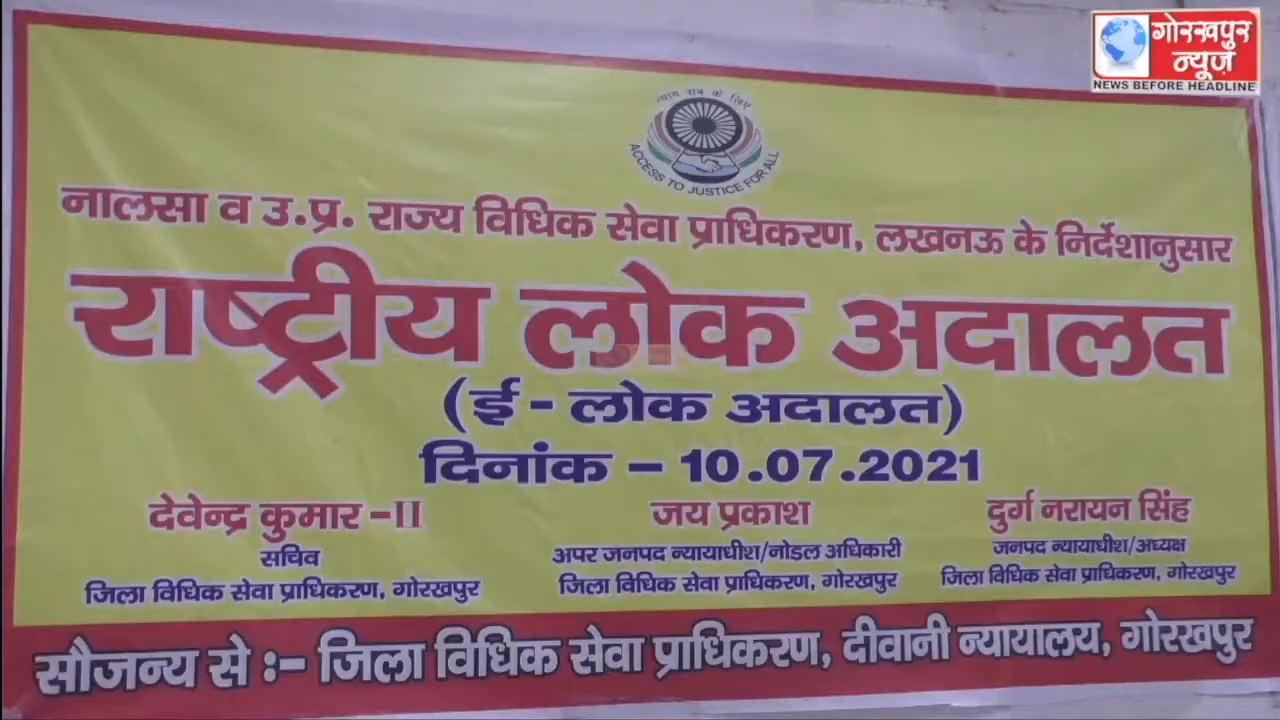 गोरखपुर
न्यूज़
NEWS BEFORE HEADLINE
न्याय सब के लिए
ACCESS TO JUSTICE FOR ALL
नालसा व उ.प्र. राज्य विधिक सेवा प्राधिकरण, लखनऊ के निर्देशानुसार
राष्ट्रीय लोक अदालत
(ई - लोक अदालत)
दिनांक – 10.07.2021
देवेन्द्र कुमार –II
सचिव
जिला विधिक सेवा प्राधिकरण, गोरखपुर
जय प्रकाश
अपर जनपद न्यायाधीश/नोडल अधिकारी
जिला विधिक सेवा प्राधिकरण, गोरखपुर
दुर्ग नरायन सिंह
जनपद न्यायाधीश/अध्यक्ष
जिला विधिक सेवा प्राधिकरण, गोरखपुर
सौजन्य से :– जिला विधिक सेवा प्राधिकरण, दीवानी न्यायालय, गोरखपुर